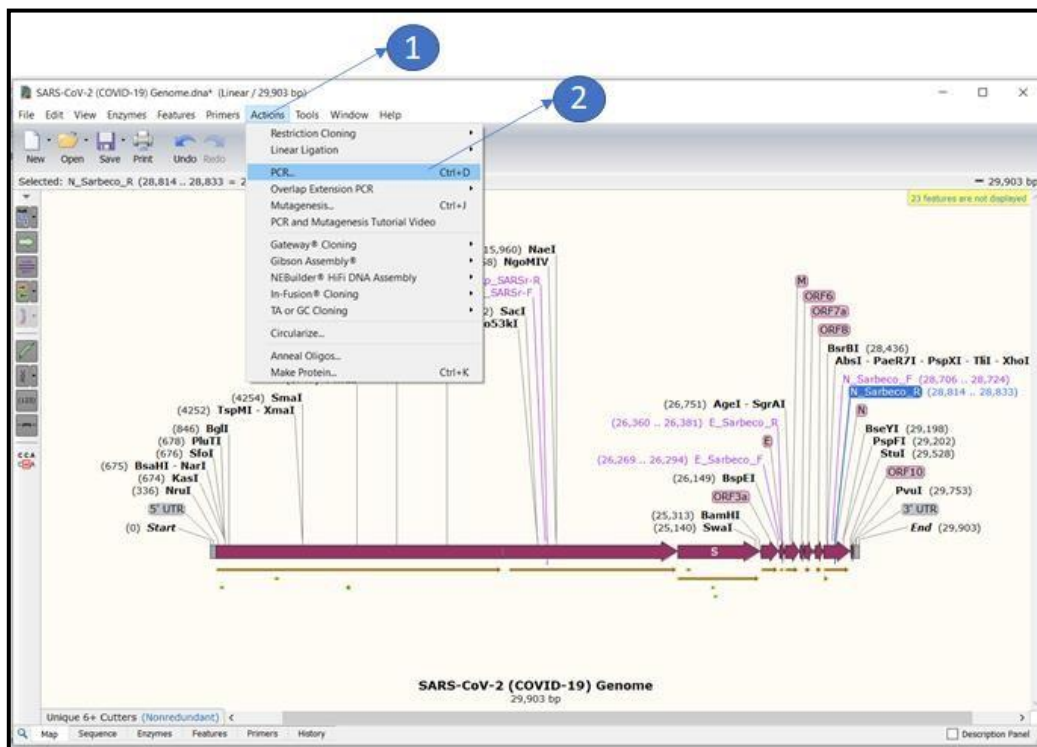 1
2
SARS-CoV-2 (COVID-19) Genome.dna* (Linear / 29,903 bp)
File Edit View Enzymes Features Primers Actions Tools Window Help
New Open Save Print Undo Redo
Restriction Cloning
Linear Ligation
PCR... Ctrl+D
Overlap Extension PCR
Mutagenesis... Ctrl+J
PCR and Mutagenesis Tutorial Video
Gateway® Cloning
Gibson Assembly®
NEBuilder® HiFi DNA Assembly
In-Fusion® Cloning
TA or GC Cloning
Circularize...
Anneal Oligos...
Make Protein... Ctrl+K
Selected: N_Sarbeco_R (28,814 .. 28,833 = 2
29,903 bp
23 features are not displayed
15,960) NaeI
NgoMIV
p_SARSr-R
_SARSr-F
SacI
o53kI
M
ORF6
ORF7a
ORF8
BsrBI (28,436)
AbsI - PaeR7I - PspXI - TliI - XhoI
N_Sarbeco_F (28,706 .. 28,724)
N_Sarbeco_R (28,814 .. 28,833)
(4254) SmaI
(4252) TspMI - XmaI
(846) BglI
(678) PluTI
(676) SfoI
(675) BsaHI - NarI
(674) KasI
(336) NruI
5' UTR
(0) Start
(26,751) AgeI - SgrAI
(26,360 .. 26,381) E_Sarbeco_R
E
(26,269 .. 26,294) E_Sarbeco_F
(26,149) BspEI
ORF3a
(25,313) BamHI
(25,140) SwaI
N
BseYI (29,198)
PspFI (29,202)
StuI (29,528)
ORF10
PvuI (29,753)
3' UTR
End (29,903)
S
SARS-CoV-2 (COVID-19) Genome
29,903 bp
Unique 6+ Cutters (Nonredundant)
Map Sequence Enzymes Features Primers History
Description Panel